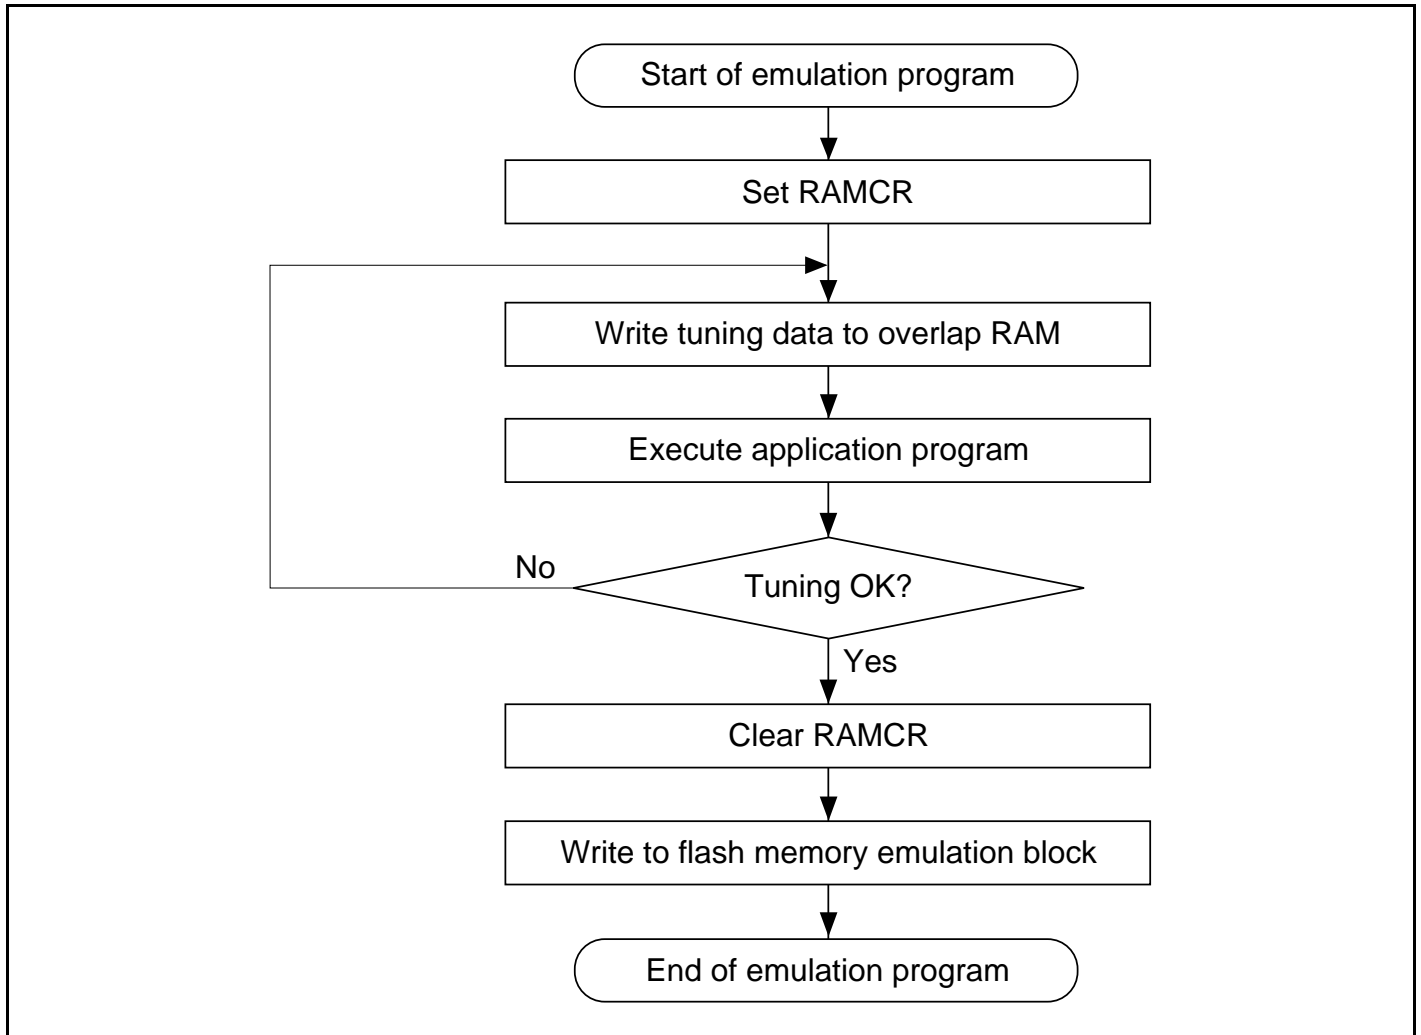 Start of emulation program
Set RAMCR
Write tuning data to overlap RAM
Execute application program
No
Tuning OK?
Yes
Clear RAMCR
Write to flash memory emulation block
End of emulation program